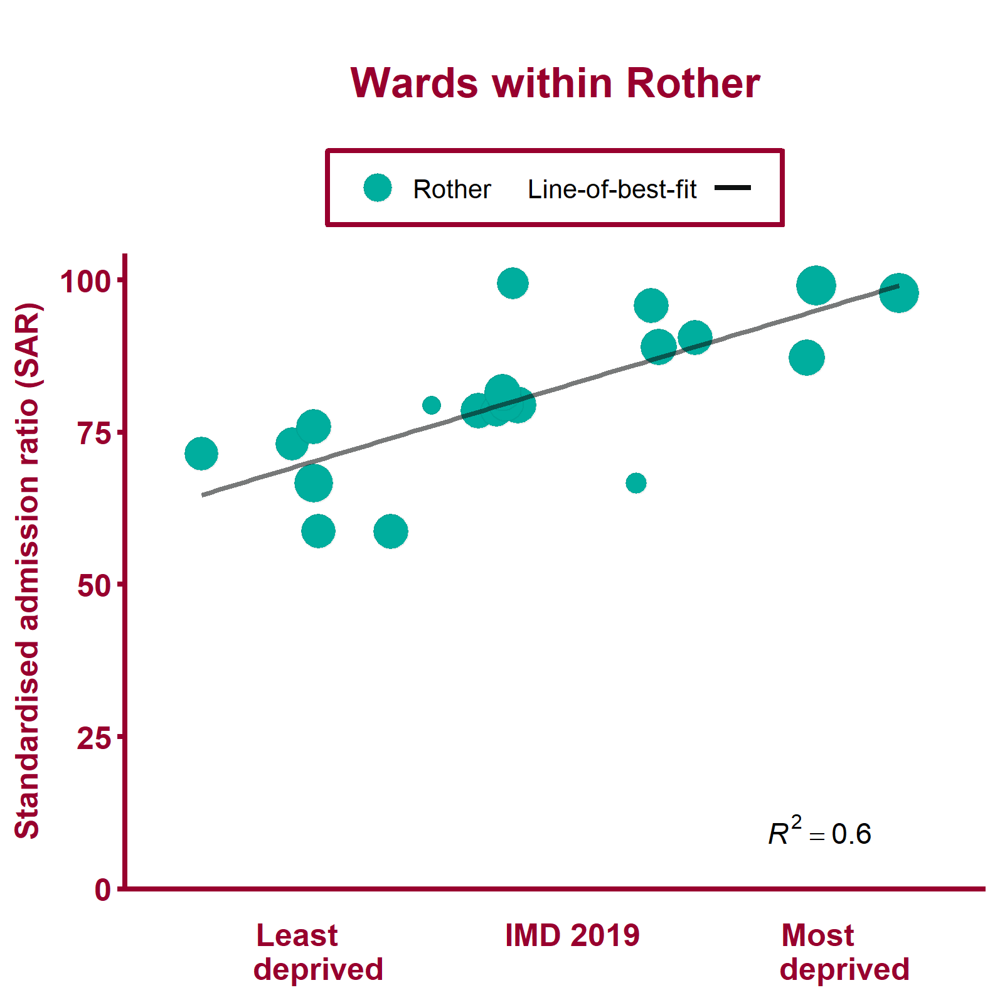 Wards within Rother
Rother Line-of-best-fit
Standardised admission ratio (SAR)
100
75
50
25
0
R² = 0.6
Least deprived
IMD 2019
Most deprived